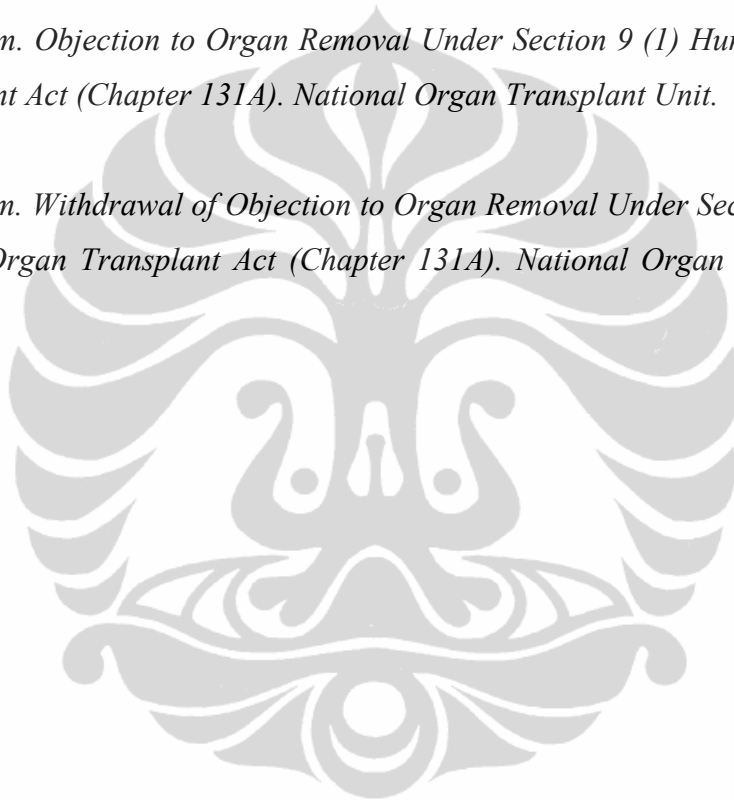 m. Objection to Organ Removal Under Section 9 (1) Hur
nt Act (Chapter 131A). National Organ Transplant Unit.
m. Withdrawal of Objection to Organ Removal Under Sec
Organ Transplant Act (Chapter 131A). National Organ